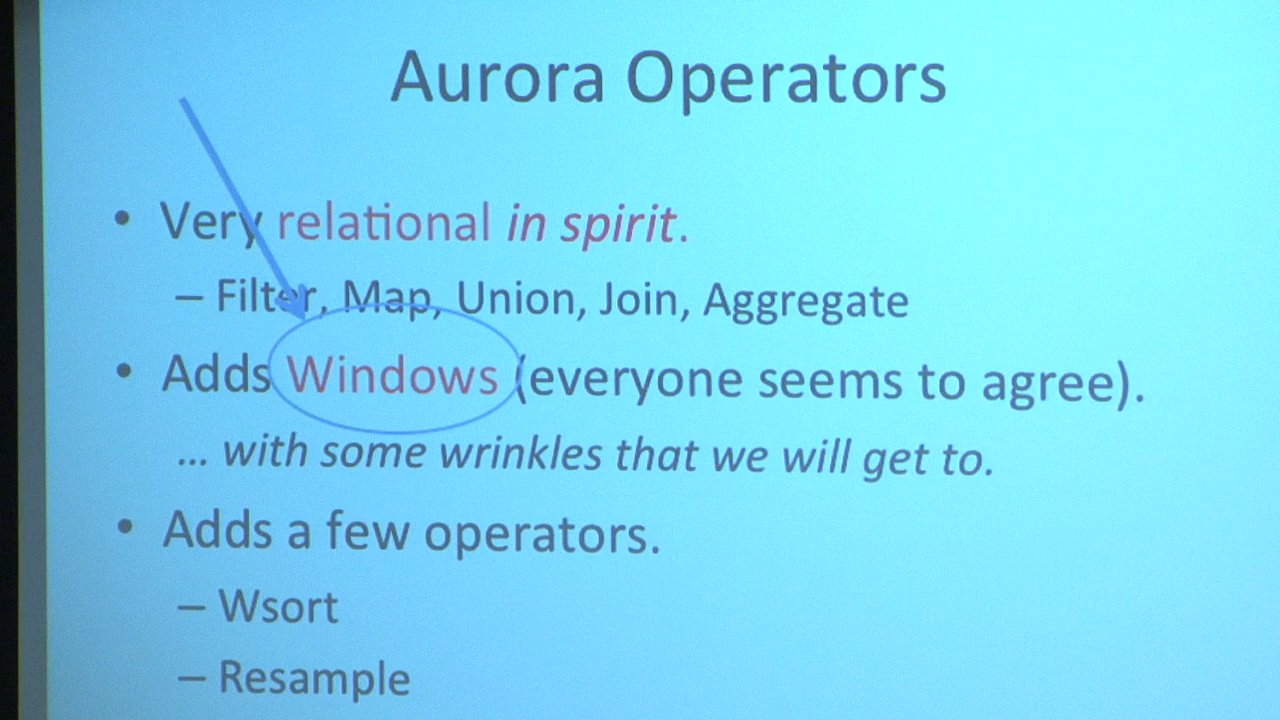 Aurora Operators
• Very relational in spirit.
– Filter, Map, Union, Join, Aggregate
• Adds Windows (everyone seems to agree).
... with some wrinkles that we will get to.
• Adds a few operators.
– Wsort
– Resample